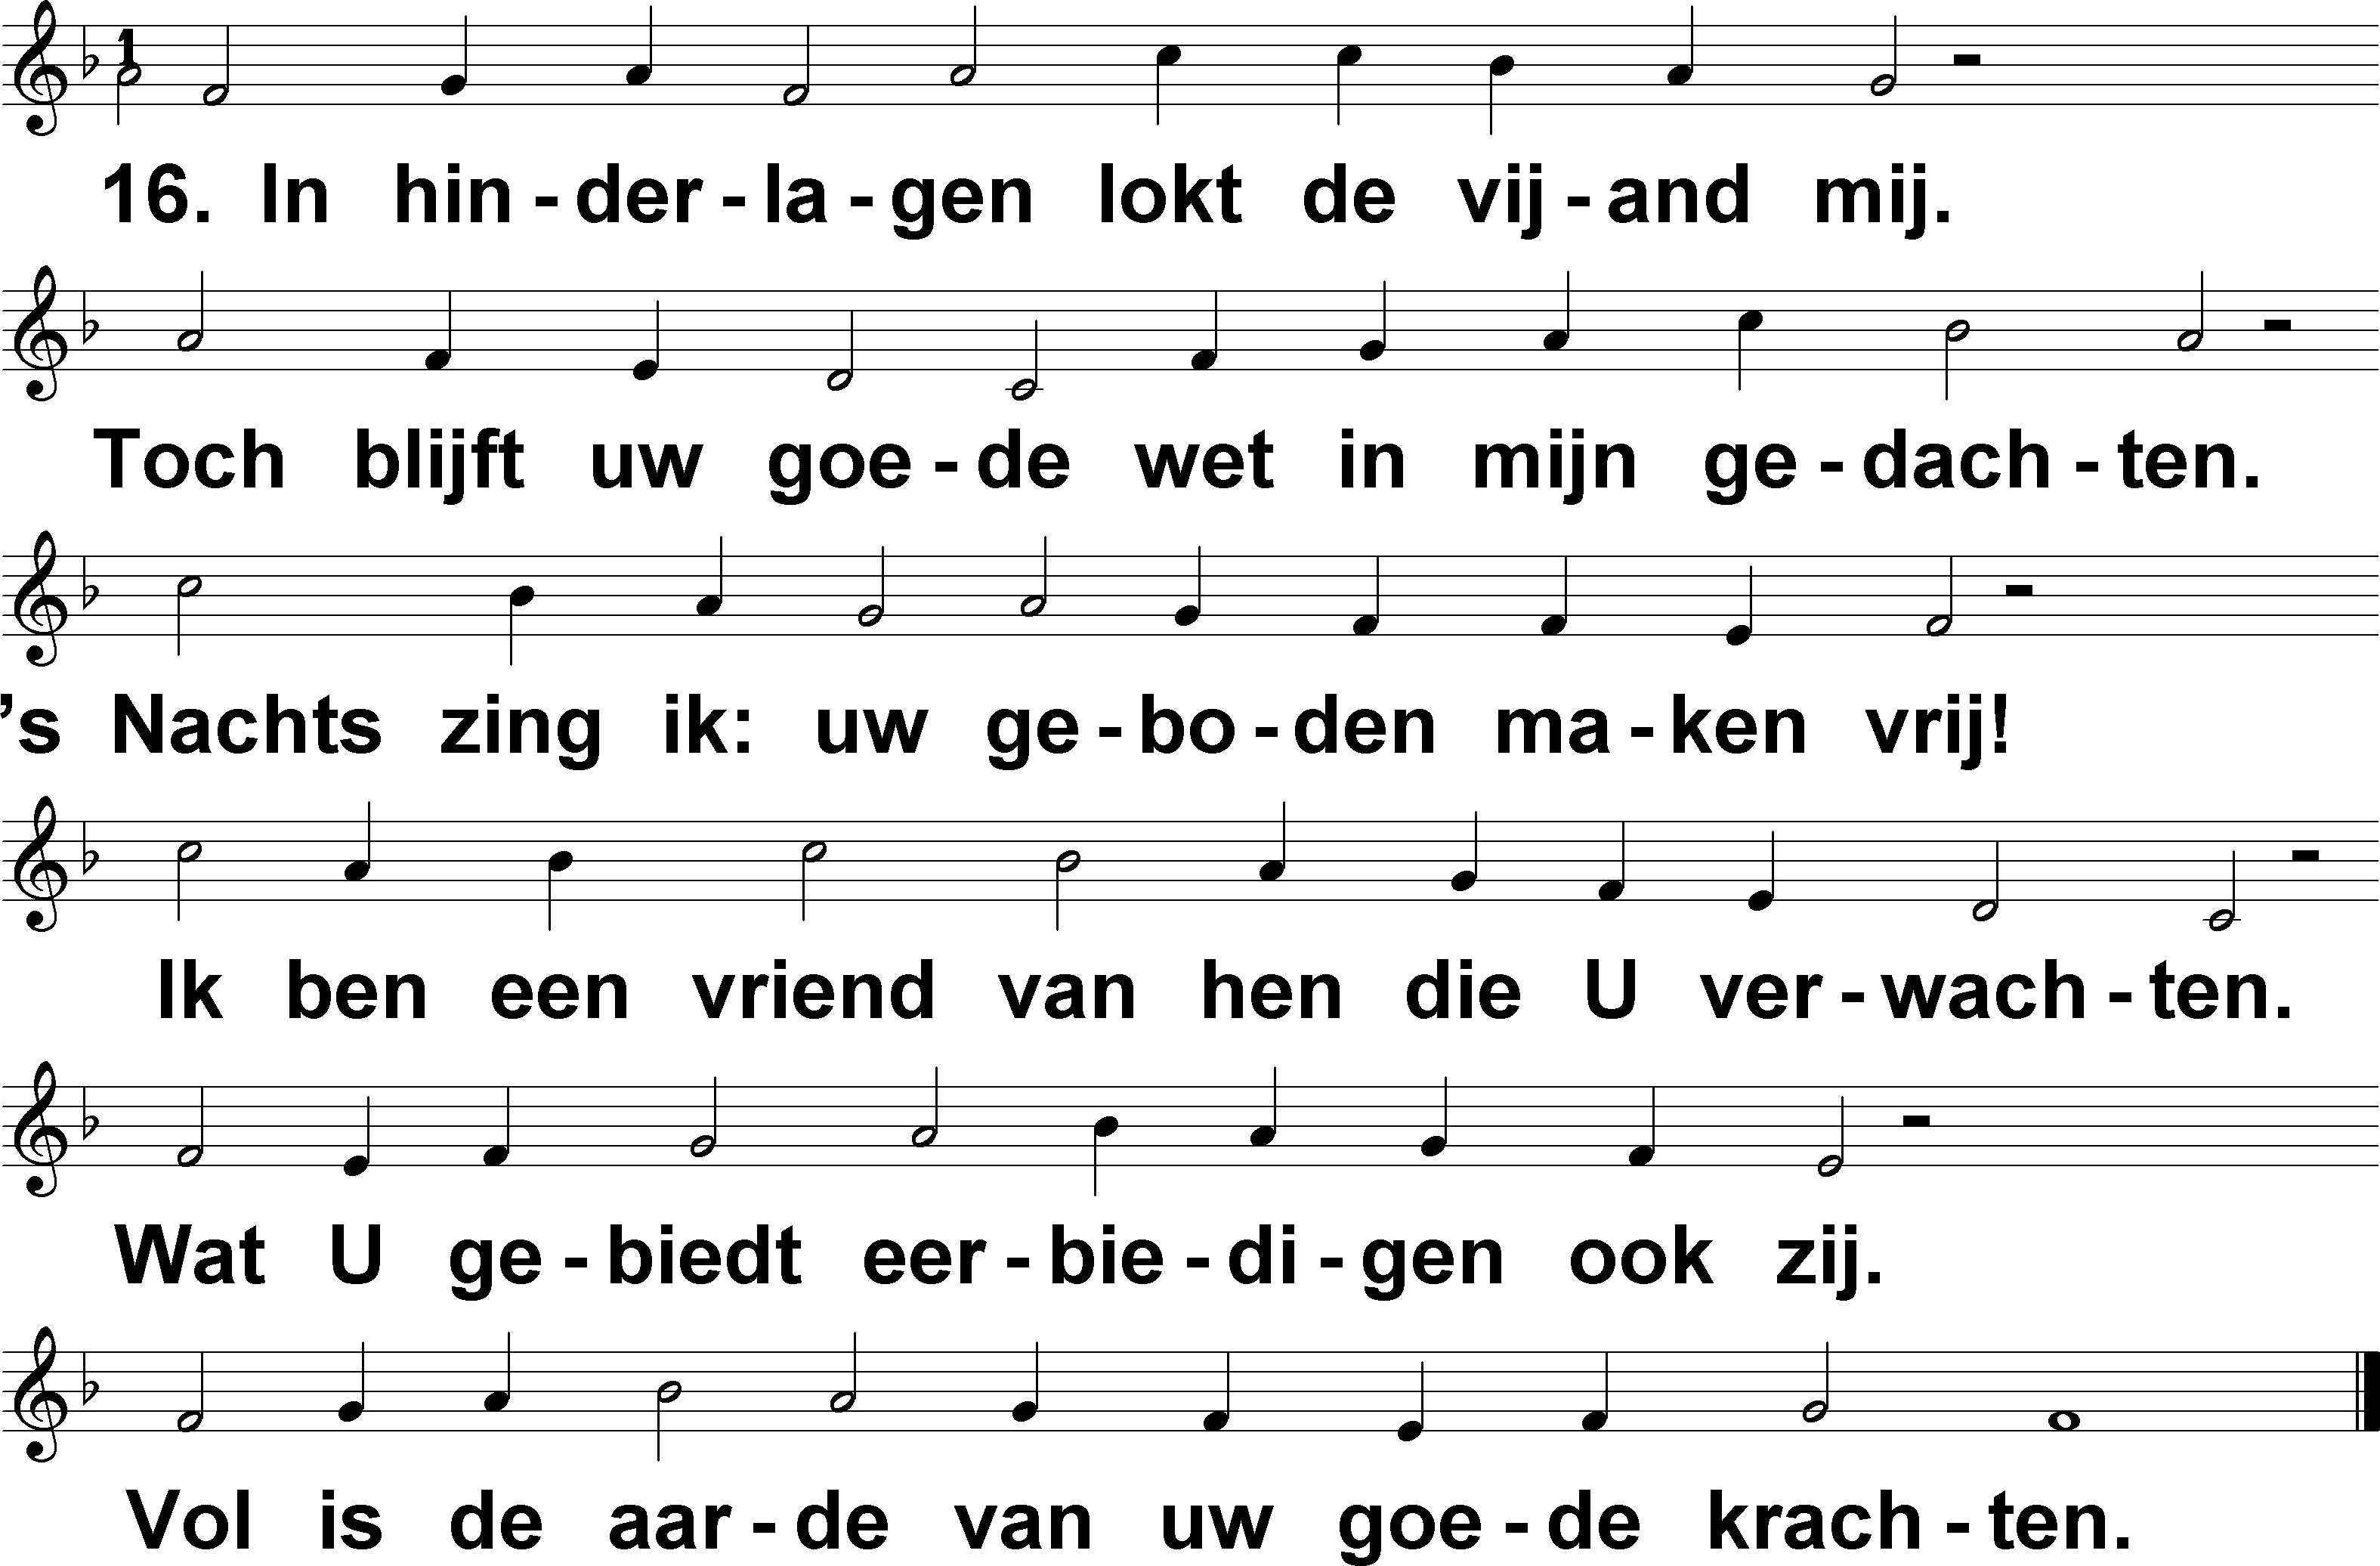 1
16. In hin - der - la - gen lokt de vij - and mij.
Toch blijft uw goe - de wet in mijn ge - dach - ten.
’s Nachts zing ik: uw ge - bo - den ma - ken vrij!
Ik ben een vriend van hen die U ver - wach - ten.
Wat U ge - biedt eer - bie - di - gen ook zij.
Vol is de aar - de van uw goe - de krach - ten.